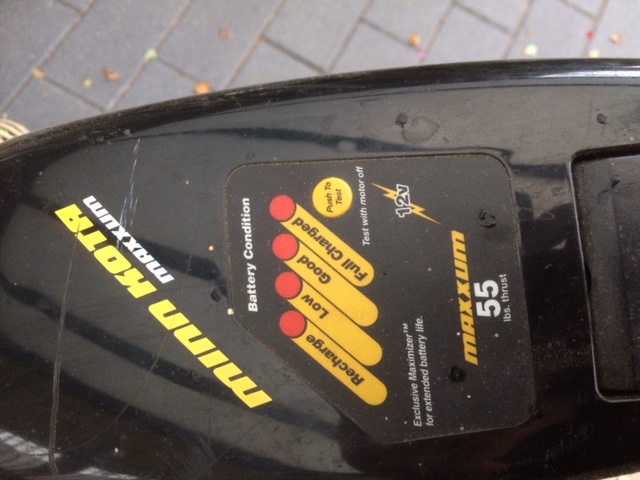 minn kota
maxxum
Battery Condition
Push To
Test
Full Charged
Good
Low
Recharge
Test with motor off
12v
Exclusive Maximizer™
for extended battery life.
maxxum
55
lbs. thrust